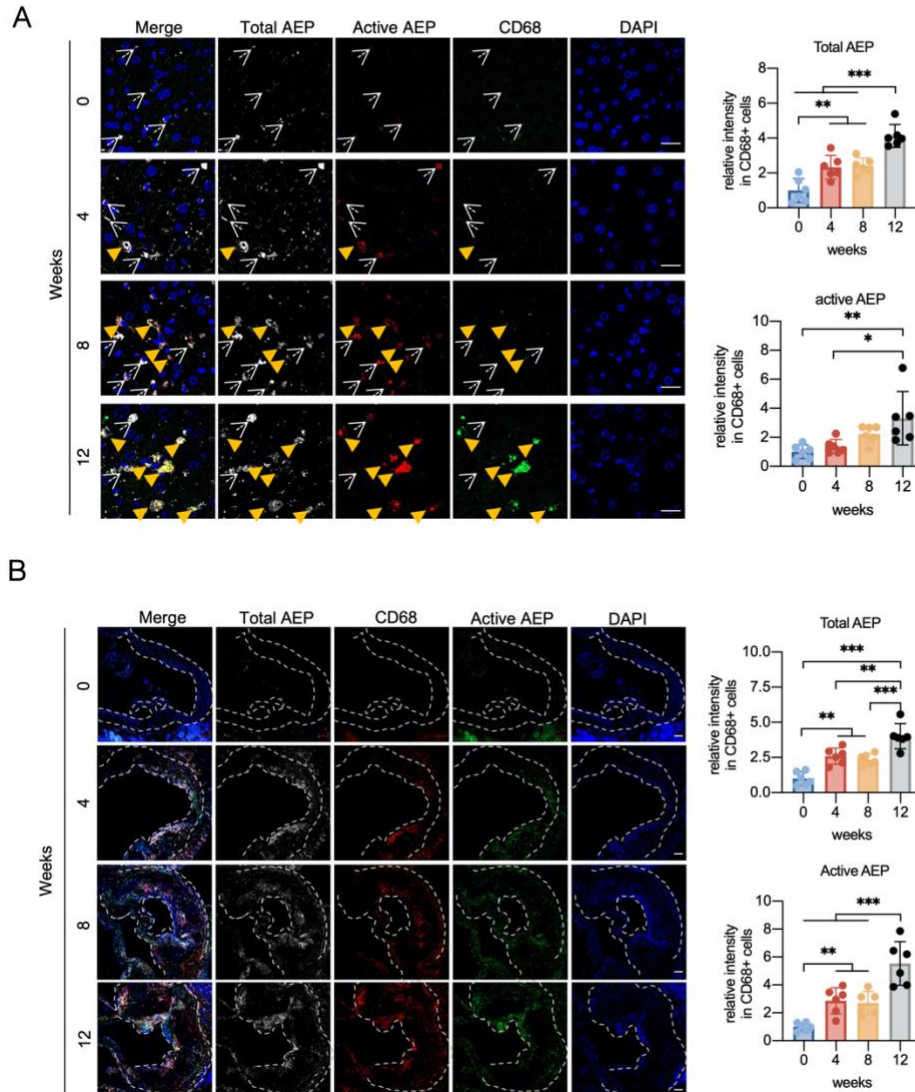 A
Merge Total AEP Active AEP CD68 DAPI
Weeks
0
4
8
12
Total AEP
relative intensity
in CD68+ cells
8
6
4
2
0
***
**
0 4 8 12
weeks
active AEP
relative intensity
in CD68+ cells
10
8
6
4
2
0
**
*
0 4 8 12
weeks
B
Merge Total AEP CD68 Active AEP DAPI
Weeks
0
4
8
12
Total AEP
relative intensity
in CD68+ cells
10.0
7.5
5.0
2.5
0.0
***
**
***
**
0 4 8 12
weeks
Active AEP
relative intensity
in CD68+ cells
10
8
6
4
2
0
***
**
0 4 8 12
weeks